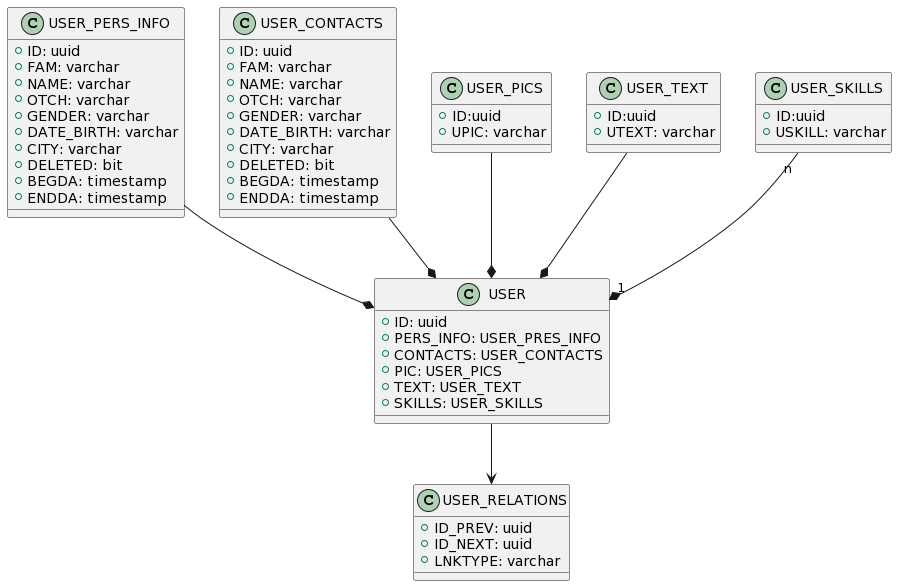 C USER_PERS_INFO
ID: uuid
FAM: varchar
NAME: varchar
OTCH: varchar
GENDER: varchar
DATE_BIRTH: varchar
CITY: varchar
DELETED: bit
BEGDA: timestamp
ENDDA: timestamp
C USER_CONTACTS
ID: uuid
FAM: varchar
NAME: varchar
OTCH: varchar
GENDER: varchar
DATE_BIRTH: varchar
CITY: varchar
DELETED: bit
BEGDA: timestamp
ENDDA: timestamp
C USER_PICS
ID:uuid
UPIC: varchar
C USER_TEXT
ID:uuid
UTEXT: varchar
C USER_SKILLS
ID:uuid
USKILL: varchar
n
1
C USER
ID: uuid
PERS_INFO: USER_PRES_INFO
CONTACTS: USER_CONTACTS
PIC: USER_PICS
TEXT: USER_TEXT
SKILLS: USER_SKILLS
C USER_RELATIONS
ID_PREV: uuid
ID_NEXT: uuid
LNKTYPE: varchar